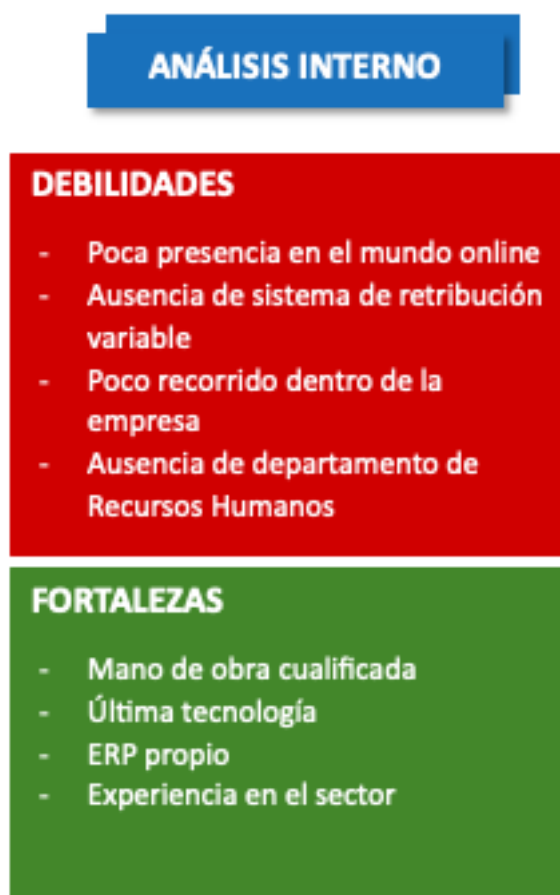 ANÁLISIS INTERNO
DEBILIDADES
- Poca presencia en el mundo online
- Ausencia de sistema de retribución
variable
- Poco recorrido dentro de la
empresa
- Ausencia de departamento de
Recursos Humanos
FORTALEZAS
- Mano de obra cualificada
- Última tecnología
- ERP propio
- Experiencia en el sector